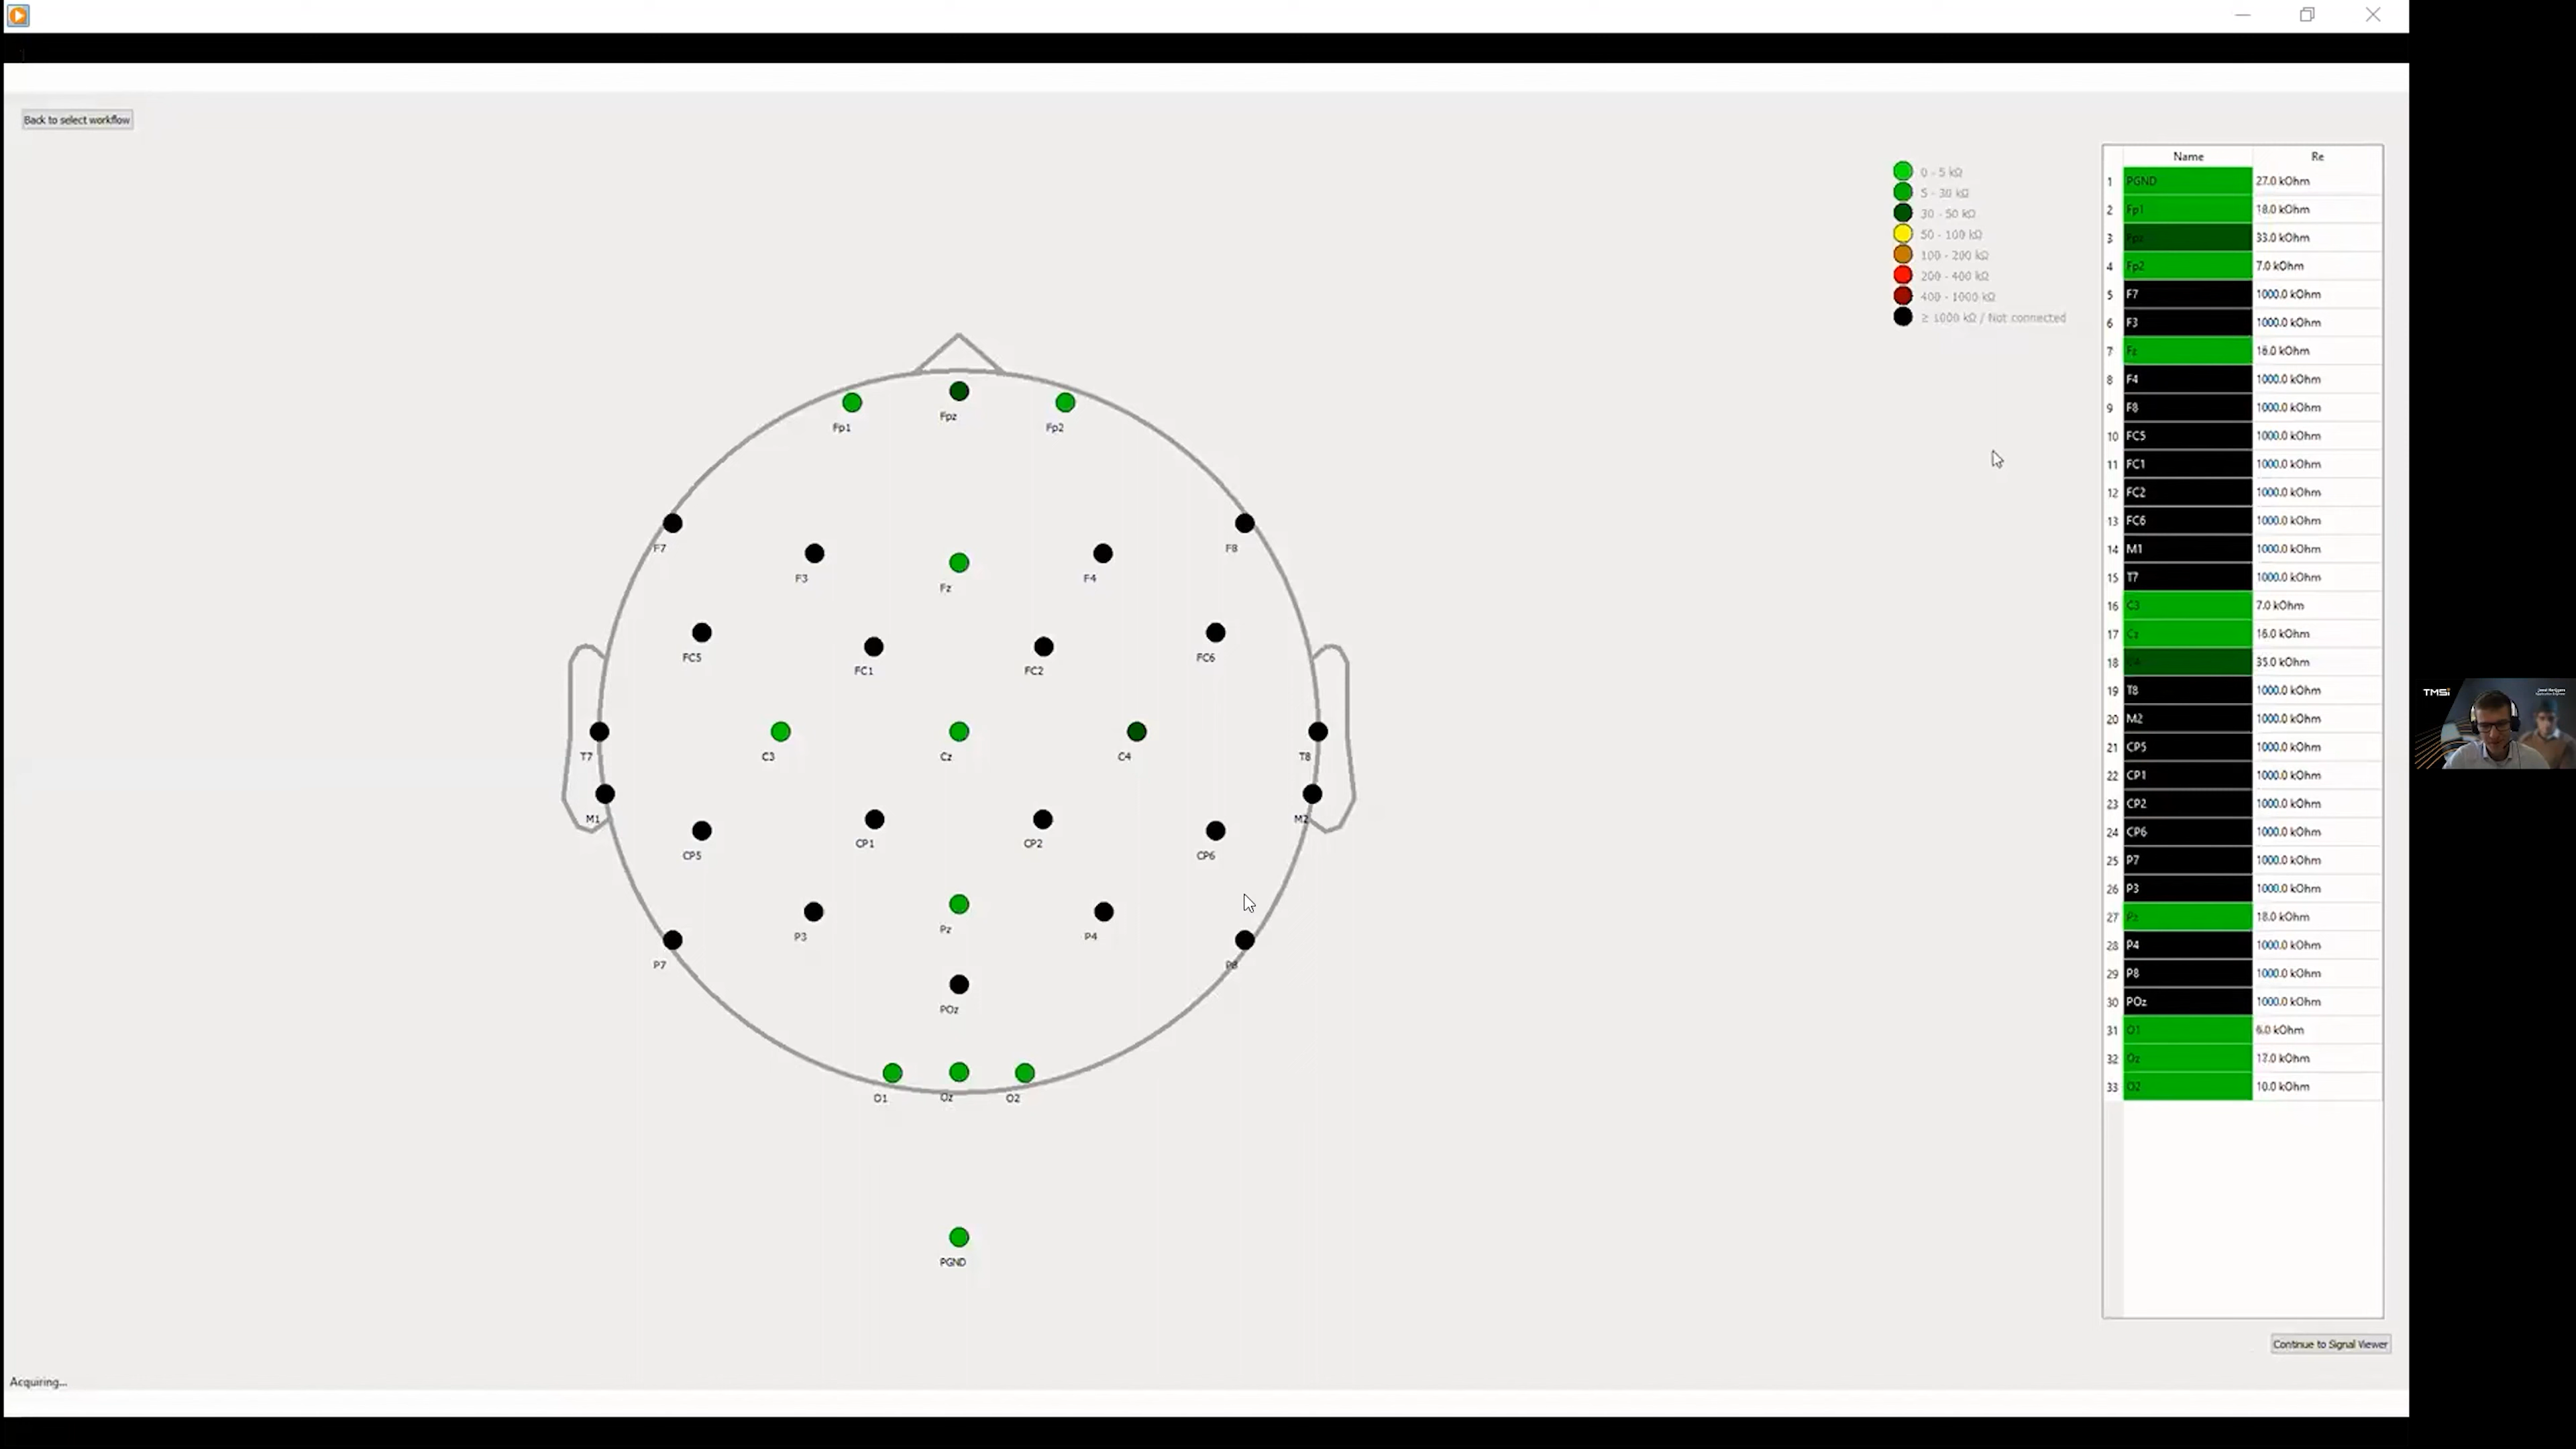 Back to select workflow
0 - 5 kΩ
5 - 30 kΩ
30 - 50 kΩ
50 - 100 kΩ
100 - 200 kΩ
200 - 400 kΩ
400 - 1000 kΩ
≥ 1000 kΩ / Not connected
Fpz
Fp1
Fp2
F7
F8
F3
F4
Fz
FC5
FC6
FC1
FC2
T7
C3
Cz
C4
T8
M1
M2
CP5
CP1
CP2
CP6
Pz
P3
P4
P7
P8
POz
O1
Oz
O2
PGND
Name Re
1 PGND 27.0 kOhm
2 Fp1 18.0 kOhm
3 Fpz 33.0 kOhm
4 Fp2 7.0 kOhm
5 F7 1000.0 kOhm
6 F3 1000.0 kOhm
7 Fz 16.0 kOhm
8 F4 1000.0 kOhm
9 F8 1000.0 kOhm
10 FC5 1000.0 kOhm
11 FC1 1000.0 kOhm
12 FC2 1000.0 kOhm
13 FC6 1000.0 kOhm
14 M1 1000.0 kOhm
15 T7 1000.0 kOhm
16 C3 7.0 kOhm
17 Cz 16.0 kOhm
18 C4 35.0 kOhm
19 T8 1000.0 kOhm
20 M2 1000.0 kOhm
21 CP5 1000.0 kOhm
22 CP1 1000.0 kOhm
23 CP2 1000.0 kOhm
24 CP6 1000.0 kOhm
25 P7 1000.0 kOhm
26 P3 1000.0 kOhm
27 Pz 18.0 kOhm
28 P4 1000.0 kOhm
29 P8 1000.0 kOhm
30 POz 1000.0 kOhm
31 O1 6.0 kOhm
32 Oz 17.0 kOhm
33 O2 10.0 kOhm
TMSi
Continue to Signal Viewer
Acquiring...